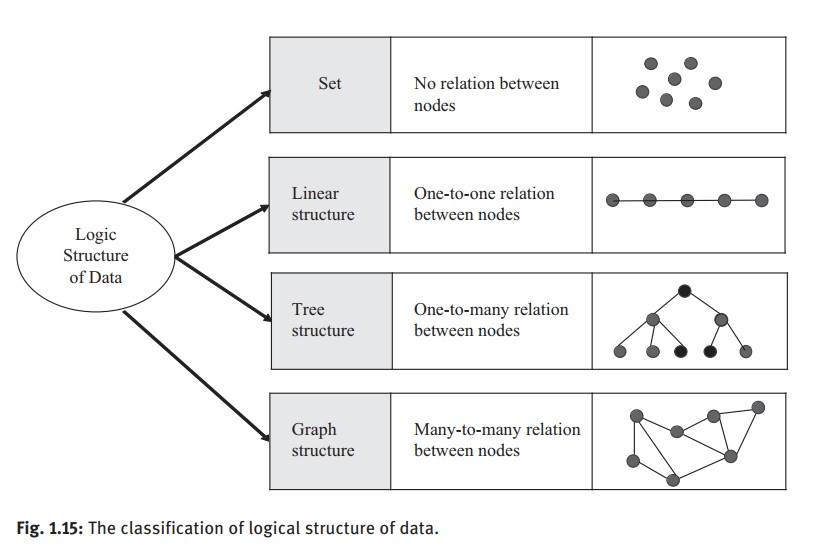 Logic
Structure
of Data
Set
No relation between
nodes
Linear
structure
One-to-one relation
between nodes
Tree
structure
One-to-many relation
between nodes
Graph
structure
Many-to-many relation
between nodes
Fig. 1.15: The classification of logical structure of data.